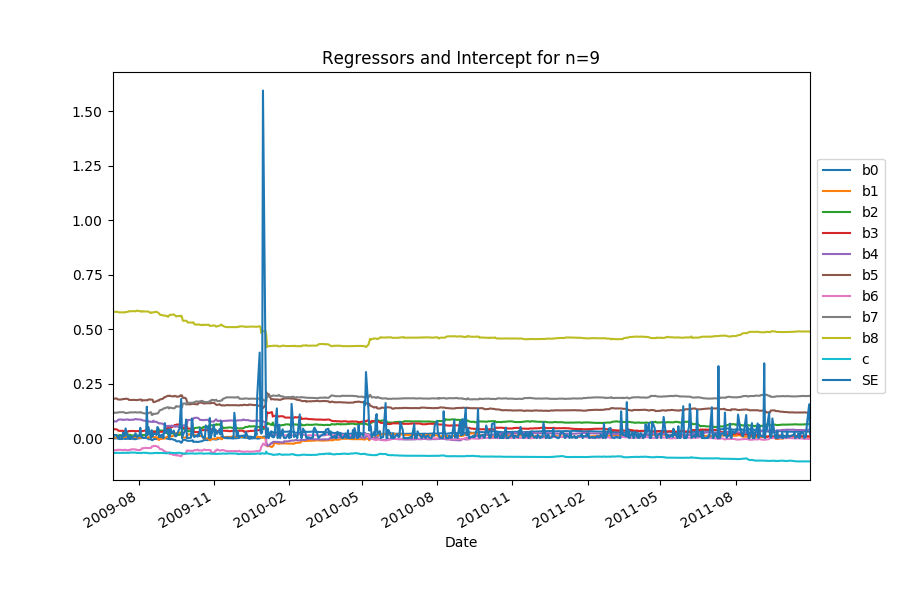 Regressors and Intercept for n=9
1.50
1.25
1.00
0.75
0.50
0.25
0.00
2009-08
2009-11
2010-02
2010-05
2010-08
2010-11
2011-02
2011-05
2011-08
Date
b0
b1
b2
b3
b4
b5
b6
b7
b8
c
SE